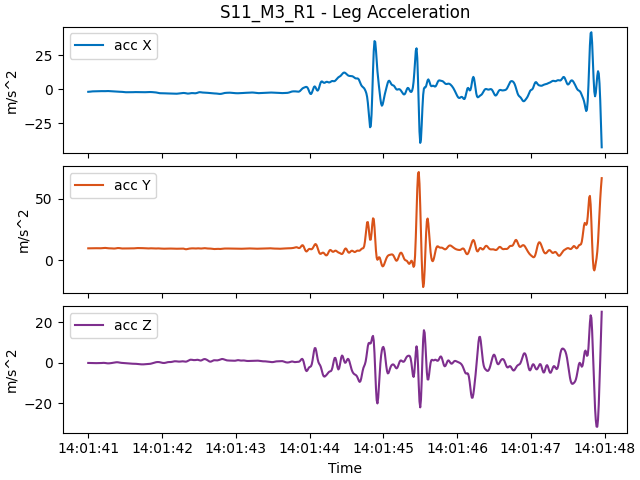 S11_M3_R1 - Leg Acceleration
acc X
25
0
−25
m/s^2
acc Y
50
0
m/s^2
acc Z
20
0
−20
m/s^2
14:01:41 14:01:42 14:01:43 14:01:44 14:01:45 14:01:46 14:01:47 14:01:48
Time